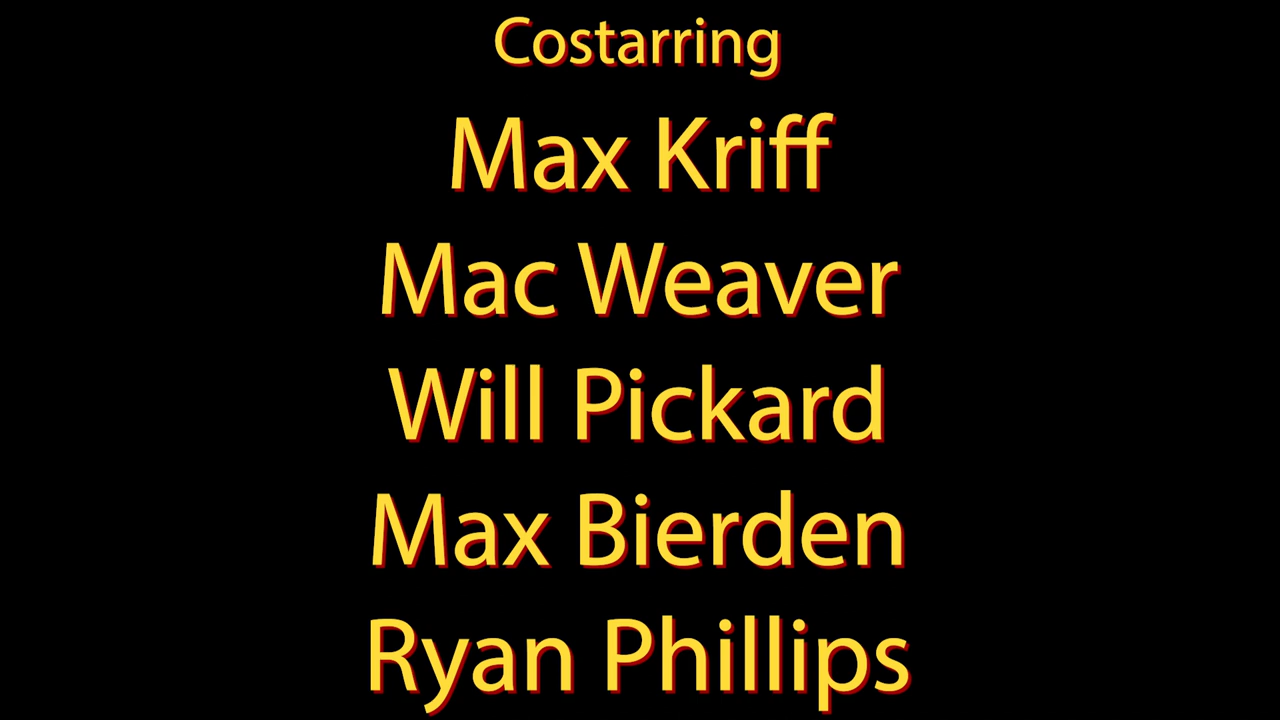 Costarring
Max Kriff
Mac Weaver
Will Pickard
Max Bierden
Ryan Phillips